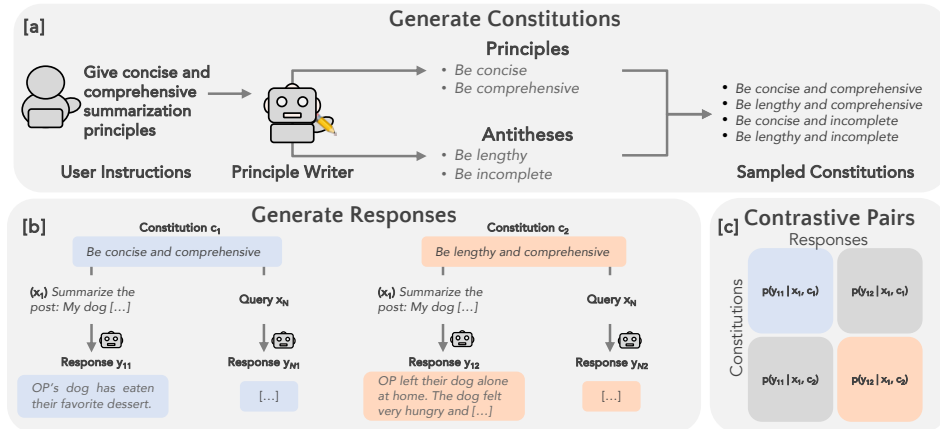 [a]
Generate Constitutions
Give concise and
comprehensive
summarization
principles
User Instructions
Principle Writer
Principles
• Be concise
• Be comprehensive
Antitheses
• Be lengthy
• Be incomplete
• Be concise and comprehensive
• Be lengthy and comprehensive
• Be concise and incomplete
• Be lengthy and incomplete
Sampled Constitutions
[b]
Generate Responses
Constitution c₁
Be concise and comprehensive
(x₁) Summarize the
post: My dog […]
Query x_N
Response y₁₁
Response y_N1
OP's dog has eaten
their favorite dessert.
[…]
Constitution c₂
Be lengthy and comprehensive
(x₁) Summarize the
post: My dog […]
Query x_N
Response y₁₂
Response y_N2
OP left their dog alone
at home. The dog felt
very hungry and […]
[…]
[c]
Contrastive Pairs
Responses
Constitutions
p(y₁₁ | x₁, c₁)
p(y₁₂ | x₁, c₁)
p(y₁₁ | x₁, c₂)
p(y₁₂ | x₁, c₂)